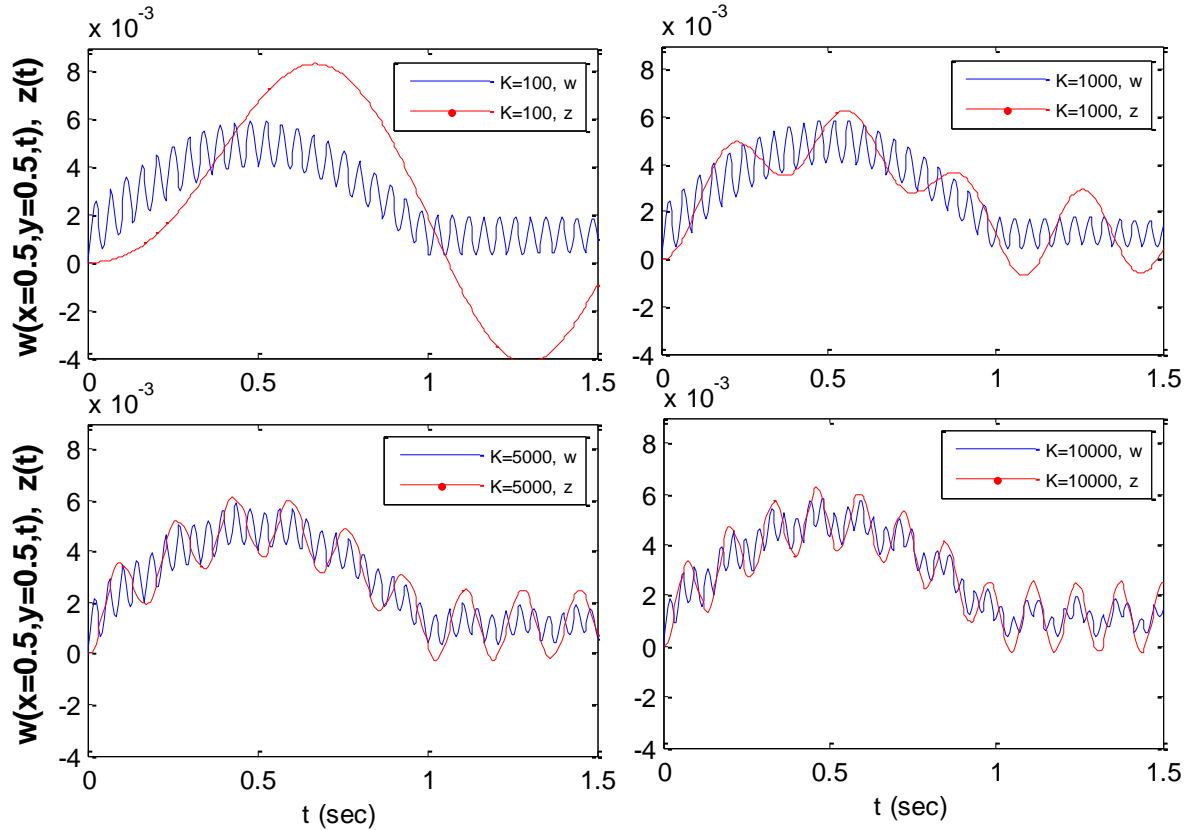 x 10^-3
w(x=0.5,y=0.5,t), z(t)
8
6
4
2
0
-2
-4
K=100, w
K=100, z
0
0.5
1
1.5
x 10^-3
8
6
4
2
0
-2
-4
K=1000, w
K=1000, z
0
0.5
1
1.5
x 10^-3
w(x=0.5,y=0.5,t), z(t)
8
6
4
2
0
-2
-4
K=5000, w
K=5000, z
0
0.5
1
1.5
t (sec)
x 10^-3
8
6
4
2
0
-2
-4
K=10000, w
K=10000, z
0
0.5
1
1.5
t (sec)